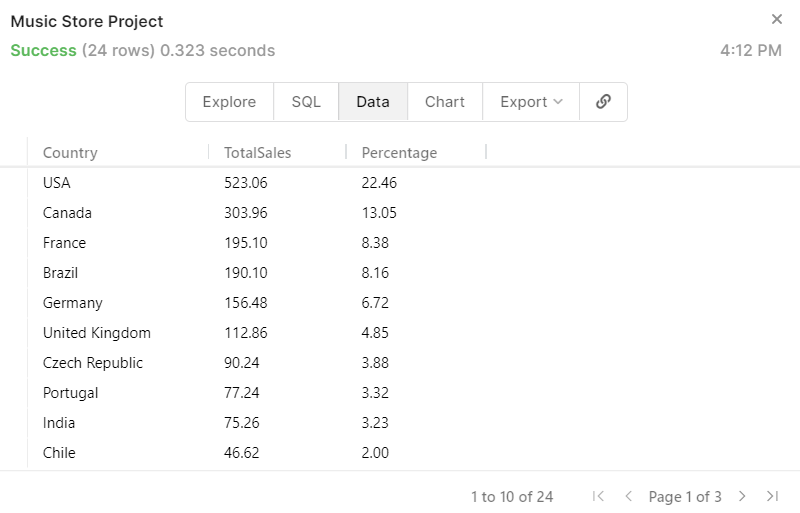 Music Store Project
Success (24 rows) 0.323 seconds 4:12 PM
Explore SQL Data Chart Export
Country TotalSales Percentage
USA 523.06 22.46
Canada 303.96 13.05
France 195.10 8.38
Brazil 190.10 8.16
Germany 156.48 6.72
United Kingdom 112.86 4.85
Czech Republic 90.24 3.88
Portugal 77.24 3.32
India 75.26 3.23
Chile 46.62 2.00
1 to 10 of 24 Page 1 of 3